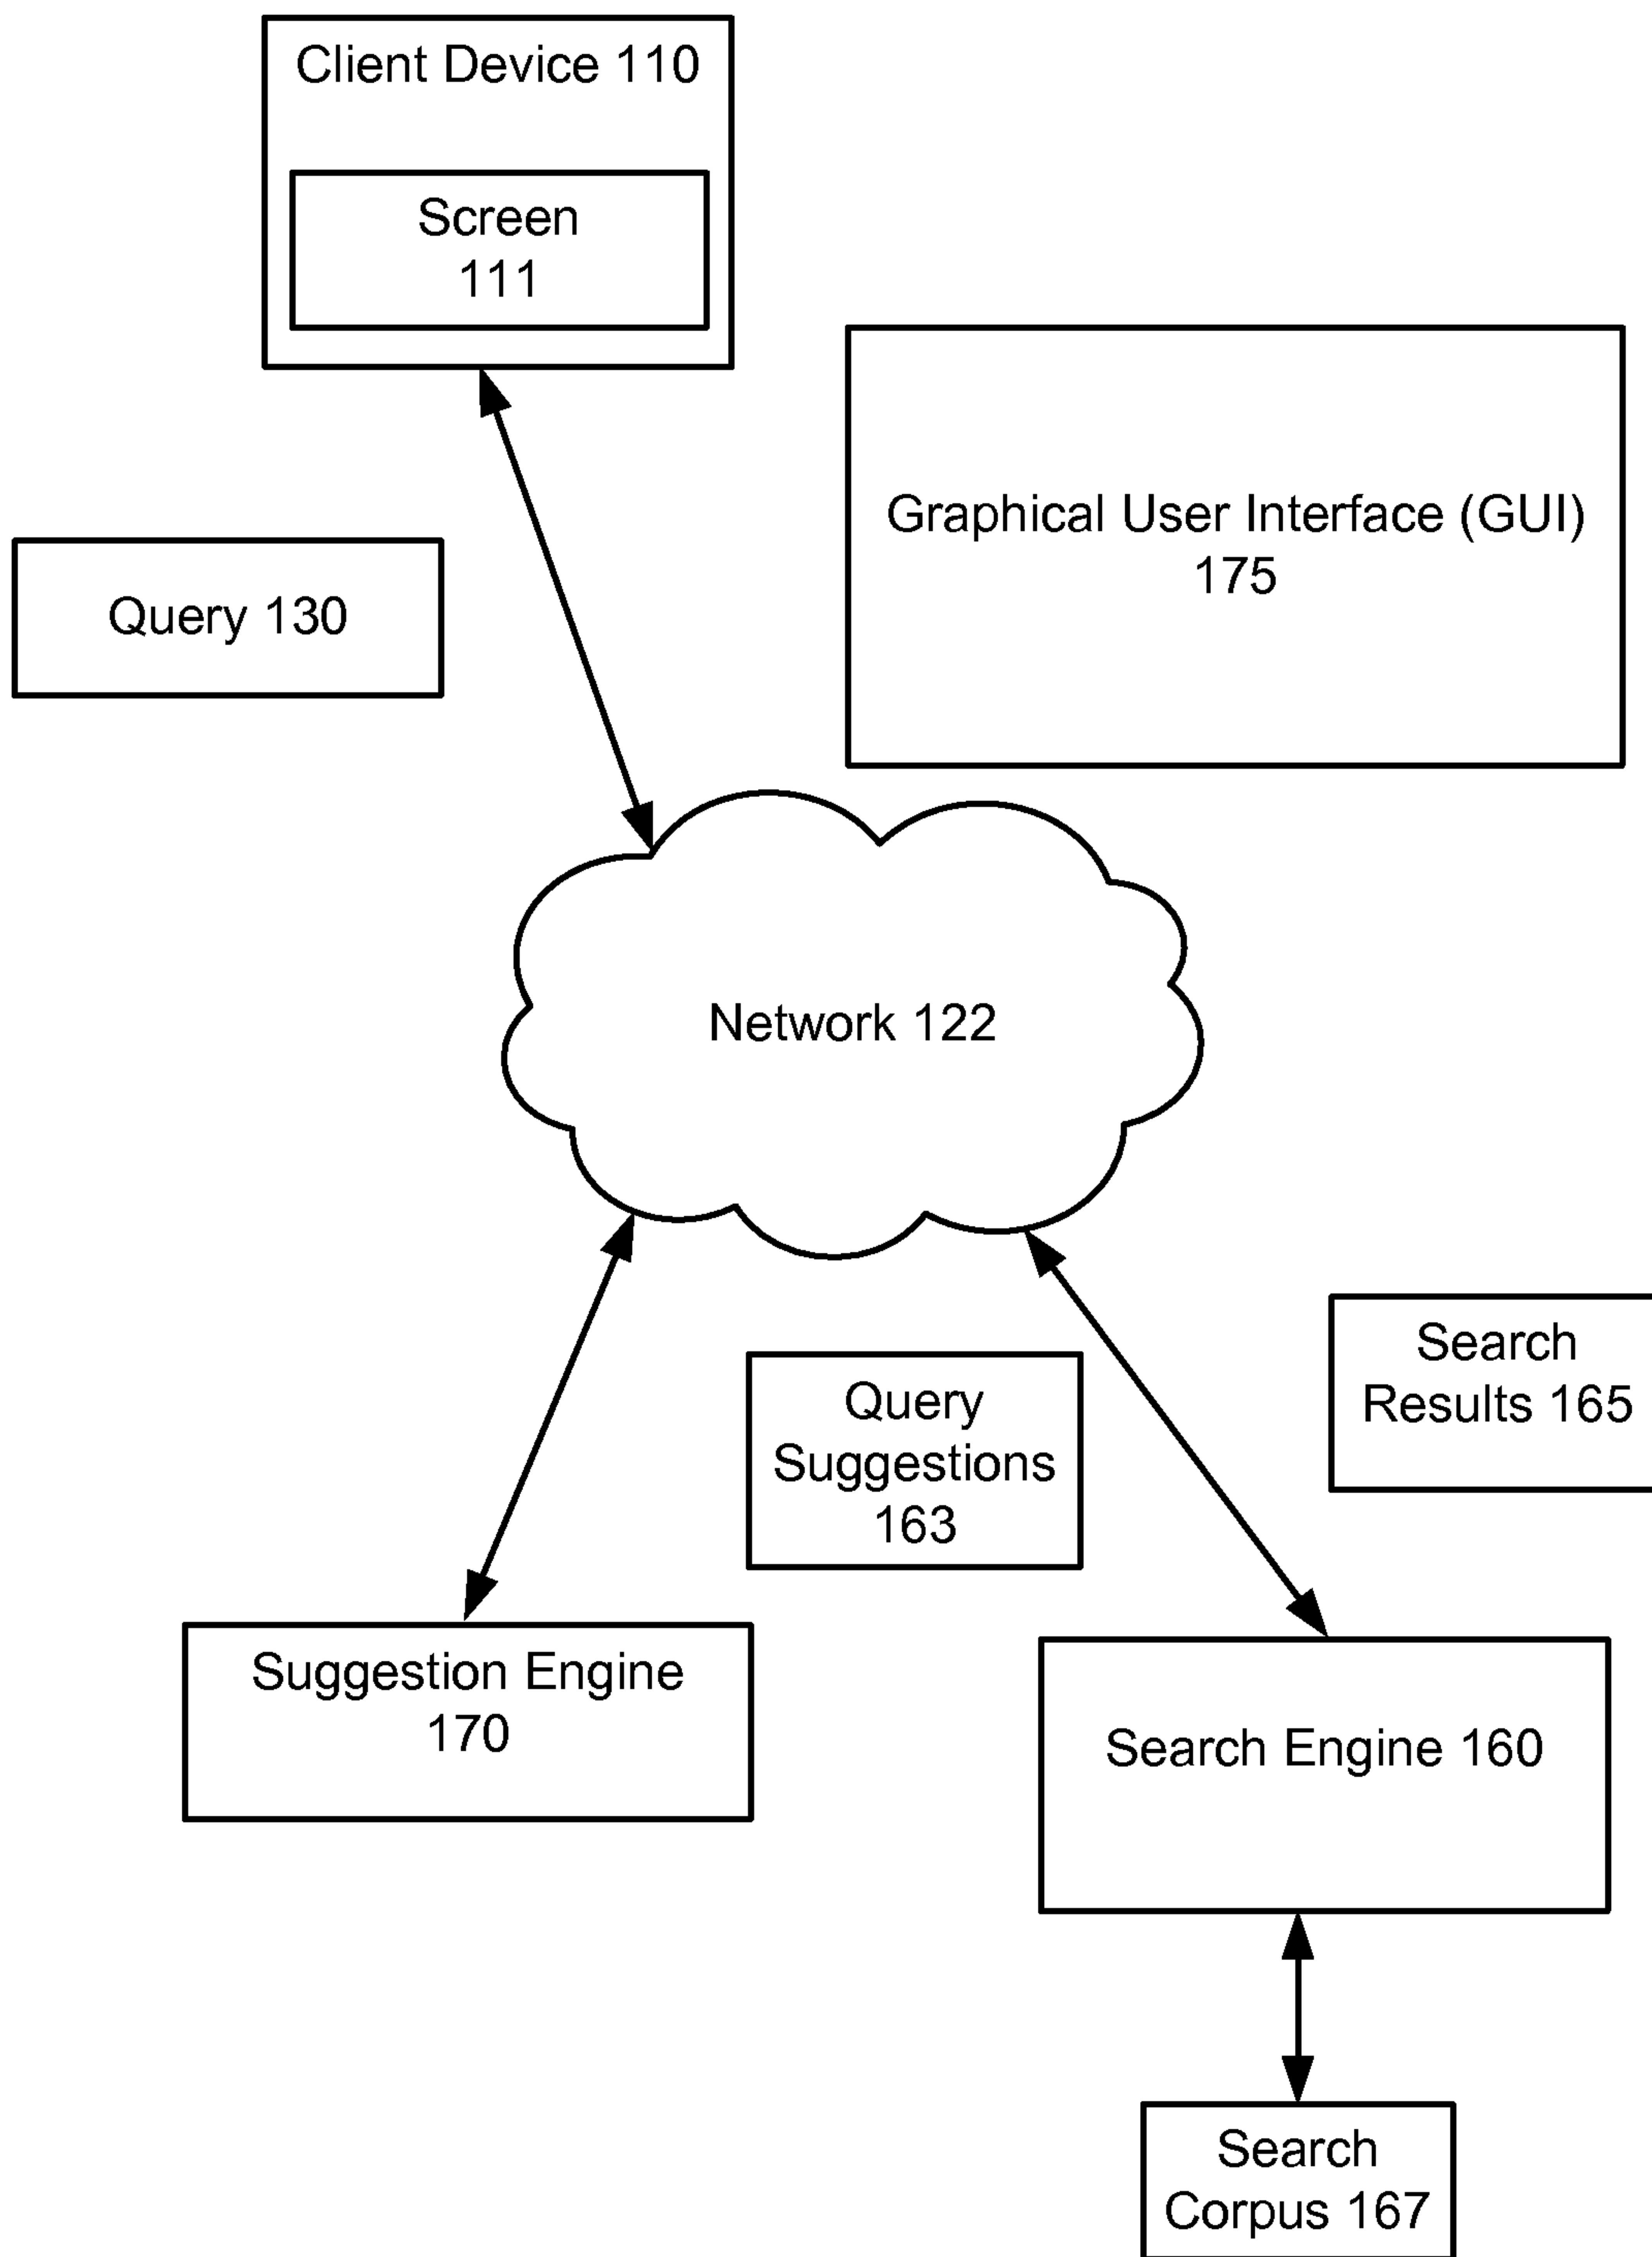 Client Device 110
Screen
111
Graphical User Interface (GUI)
175
Query 130
Network 122
Search
Results 165
Query
Suggestions
163
Suggestion Engine
170
Search Engine 160
Search
Corpus 167